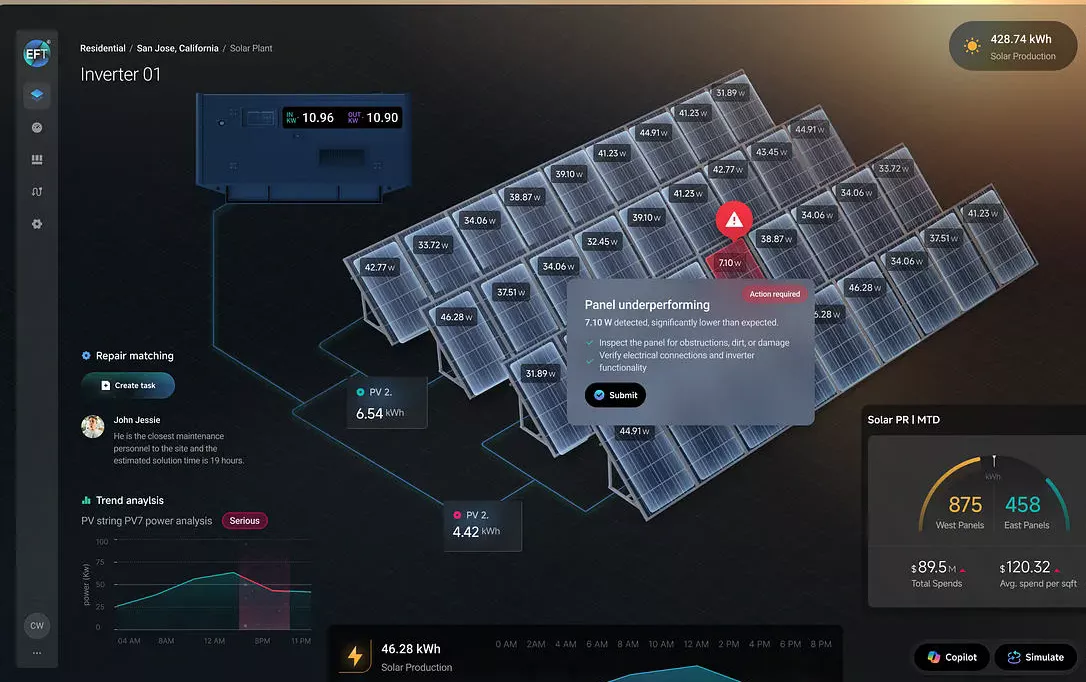 EFT
Residential / San Jose, California / Solar Plant
Inverter 01
428.74 kWh
Solar Production
IN KW 10.96 OUT KW 10.90
31.89 W
41.23 W
44.91 W
41.23 W
39.10 W
38.87 W
34.06 W
33.72 W
42.77 W
44.91 W
43.45 W
42.77 W
41.23 W
39.10 W
32.45 W
34.06 W
37.51 W
46.28 W
33.72 W
34.06 W
34.06 W
38.87 W
7.10 W
41.23 W
37.51 W
34.06 W
46.28 W
6.28 W
31.89 W
44.91 W
Action required
Panel underperforming
7.10 W detected, significantly lower than expected.
Inspect the panel for obstructions, dirt, or damage
Verify electrical connections and inverter
functionality
Submit
Repair matching
Create task
John Jessie
He is the closest maintenance
personnel to the site and the
estimated solution time is 19 hours.
PV 2.
6.54 kWh
PV 2.
4.42 kWh
Trend anaylsis
PV string PV7 power analysis Serious
power (Kw)
100
75
50
25
0
04 AM 8AM 12 AM 8PM 11 PM
Solar PR | MTD
kWh
875 458
West Panels East Panels
$89.5 M $120.32
Total Spends Avg. spend per sqft
46.28 kWh
Solar Production
0 AM 2AM 4 AM 6 AM 8 AM 10 AM 12 AM 2 PM 4 PM 6 PM 8 PM
CW
Copilot
Simulate